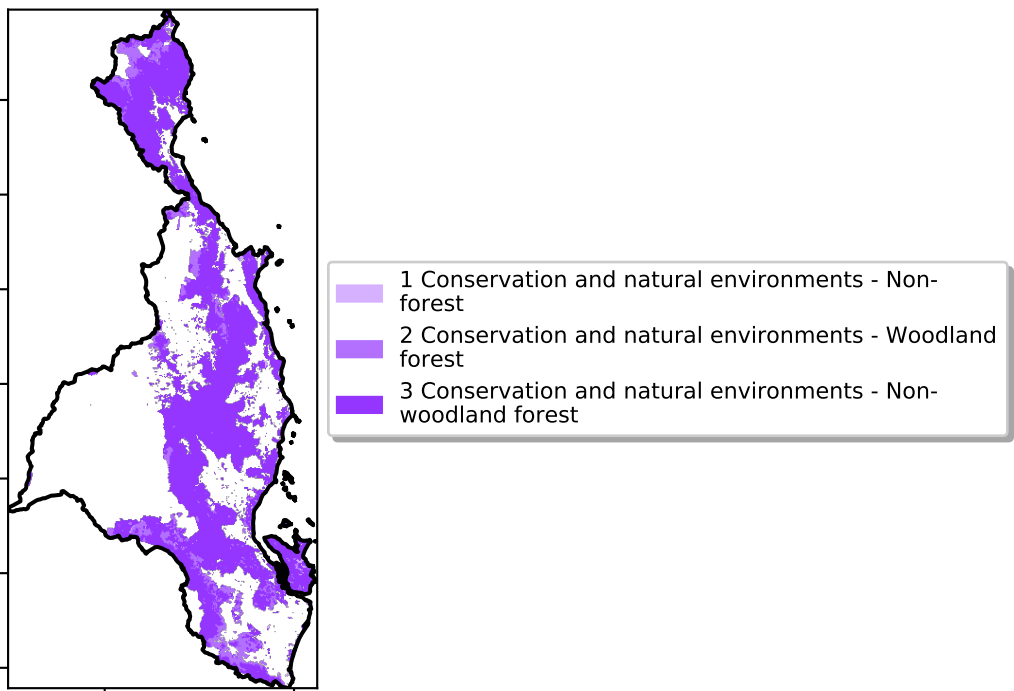 1 Conservation and natural environments - Non-
forest
2 Conservation and natural environments - Woodland
forest
3 Conservation and natural environments - Non-
woodland forest